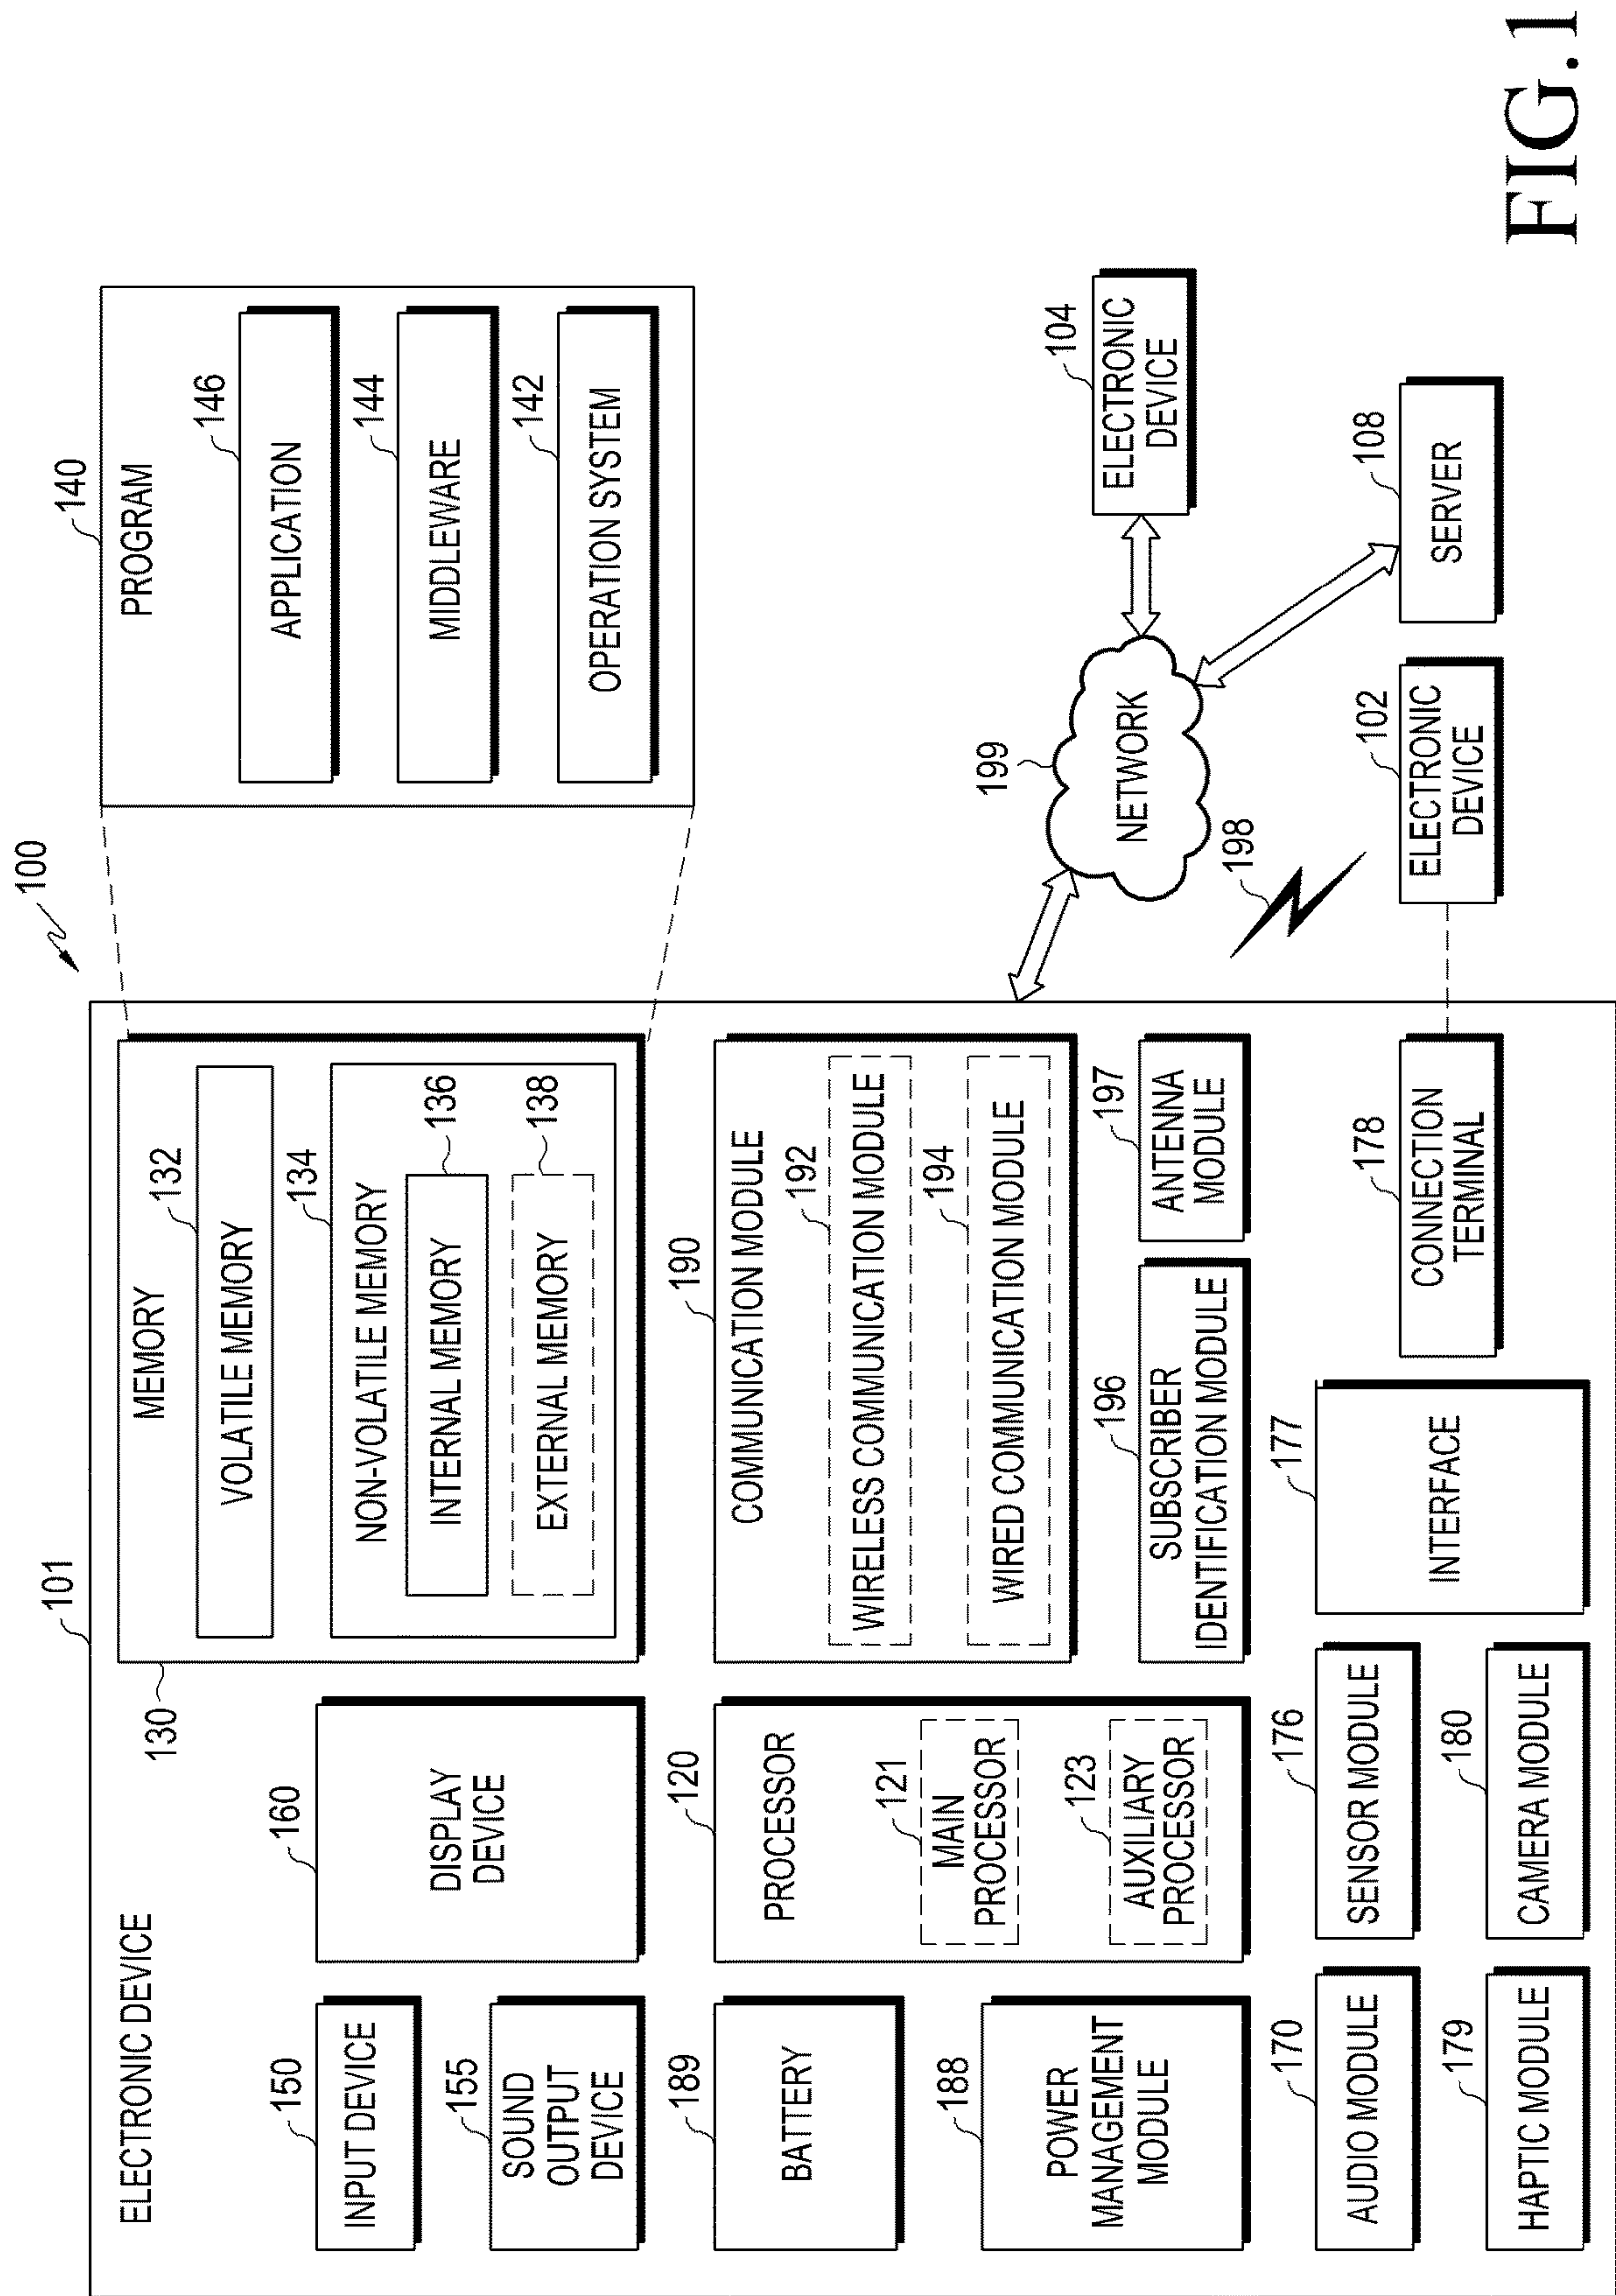 100
101
ELECTRONIC DEVICE
150
INPUT DEVICE
155
SOUND
OUTPUT
DEVICE
160
DISPLAY
DEVICE
130
MEMORY
132
VOLATILE MEMORY
134
NON-VOLATILE MEMORY
136
INTERNAL MEMORY
138
EXTERNAL MEMORY
140
PROGRAM
146
APPLICATION
144
MIDDLEWARE
142
OPERATION SYSTEM
189
BATTERY
188
POWER
MANAGEMENT
MODULE
120
PROCESSOR
121
MAIN
PROCESSOR
123
AUXILIARY
PROCESSOR
190
COMMUNICATION MODULE
192
WIRELESS COMMUNICATION MODULE
194
WIRED COMMUNICATION MODULE
196
SUBSCRIBER
IDENTIFICATION MODULE
197
ANTENNA
MODULE
199
NETWORK
104
ELECTRONIC
DEVICE
198
170
AUDIO MODULE
176
SENSOR MODULE
177
INTERFACE
178
CONNECTION
TERMINAL
102
ELECTRONIC
DEVICE
108
SERVER
179
HAPTIC MODULE
180
CAMERA MODULE
FIG.1